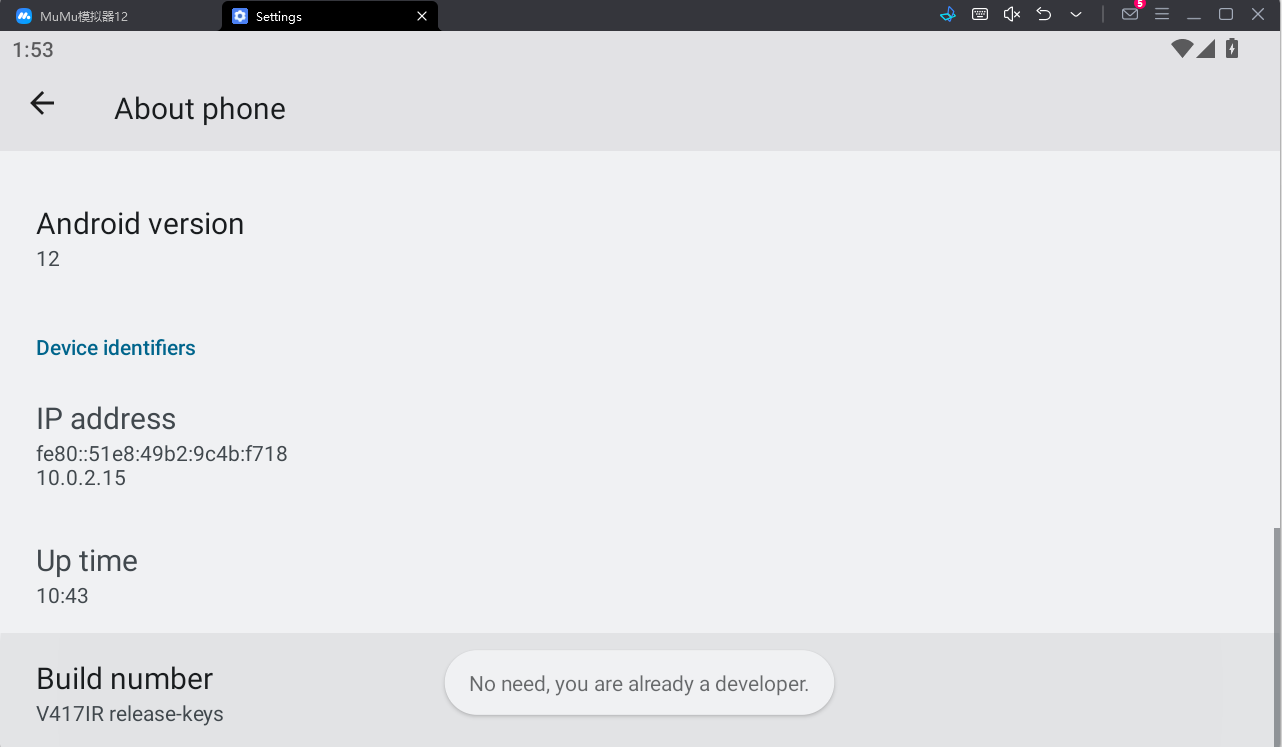 MuMu模拟器12
Settings
5
1:53
About phone
Android version
12
Device identifiers
IP address
fe80::51e8:49b2:9c4b:f718
10.0.2.15
Up time
10:43
Build number
V417IR release-keys
No need, you are already a developer.